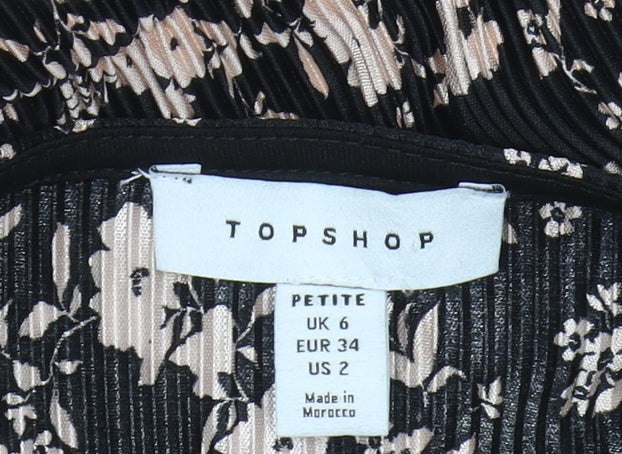 TOPSHOP
PETITE
UK 6
EUR 34
US 2
Made in
Morocco